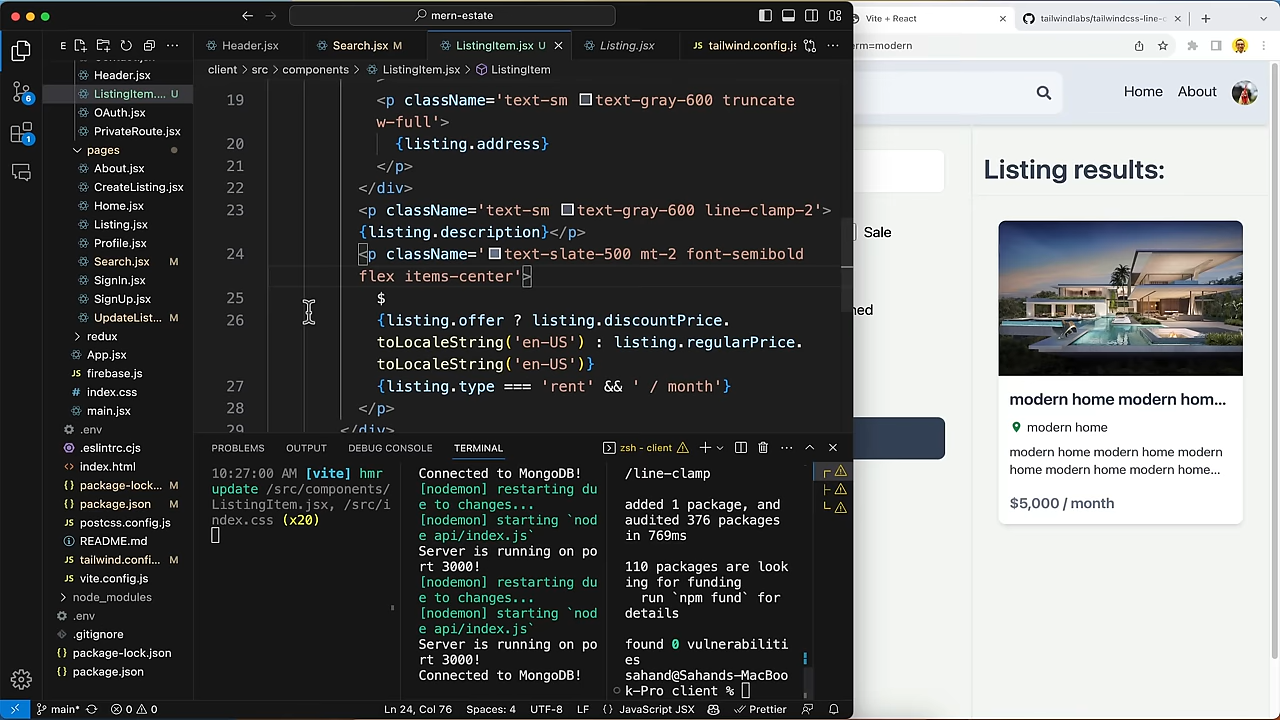 mern-estate
Vite + React
tailwindlabs/tailwindcss-line-
E
Header.jsx
Search.jsx M
ListingItem.jsx U
Listing.jsx
tailwind.config.js
erm=modern
client > src > components > ListingItem.jsx > ListingItem
Header.jsx
ListingItem.... U
OAuth.jsx
PrivateRoute.jsx
pages
About.jsx
CreateListing.jsx
Home.jsx
Listing.jsx
Profile.jsx
Search.jsx M
SignIn.jsx
SignUp.jsx
UpdateList... M
redux
App.jsx
firebase.js
index.css
main.jsx
.env
.eslintrc.cjs
index.html
package-lock... M
package.json M
postcss.config.js
README.md
tailwind.confi... M
vite.config.js
node_modules
.env
.gitignore
package-lock.json
package.json
19 <p className='text-sm text-gray-600 truncate
w-full'>
20 {listing.address}
21 </p>
22 </div>
23 <p className='text-sm text-gray-600 line-clamp-2'>
{listing.description}</p>
24 <p className='text-slate-500 mt-2 font-semibold
flex items-center'>
25 $
26 {listing.offer ? listing.discountPrice.
toLocaleString('en-US') : listing.regularPrice.
toLocaleString('en-US')}
27 {listing.type === 'rent' && ' / month'}
28 </p>
29 </div>
PROBLEMS OUTPUT DEBUG CONSOLE TERMINAL
zsh - client
10:27:00 AM [vite] hmr
update /src/components/
ListingItem.jsx, /src/i
ndex.css (x20)
Connected to MongoDB!
[nodemon] restarting du
e to changes...
[nodemon] starting `nod
e api/index.js`
Server is running on po
rt 3000!
[nodemon] restarting du
e to changes...
[nodemon] starting `nod
e api/index.js`
Server is running on po
rt 3000!
Connected to MongoDB!
/line-clamp
added 1 package, and
audited 376 packages
in 769ms
110 packages are look
ing for funding
run `npm fund` for
details
found 0 vulnerabiliti
es
sahand@Sahands-MacBoo
k-Pro client %
6
1
main*
0 0
Ln 24, Col 76
Spaces: 4
UTF-8
LF
JavaScript JSX
Prettier
Home
About
Sale
Listing results:
modern home modern hom...
modern home
modern home modern home modern
home modern home modern home...
$5,000 / month